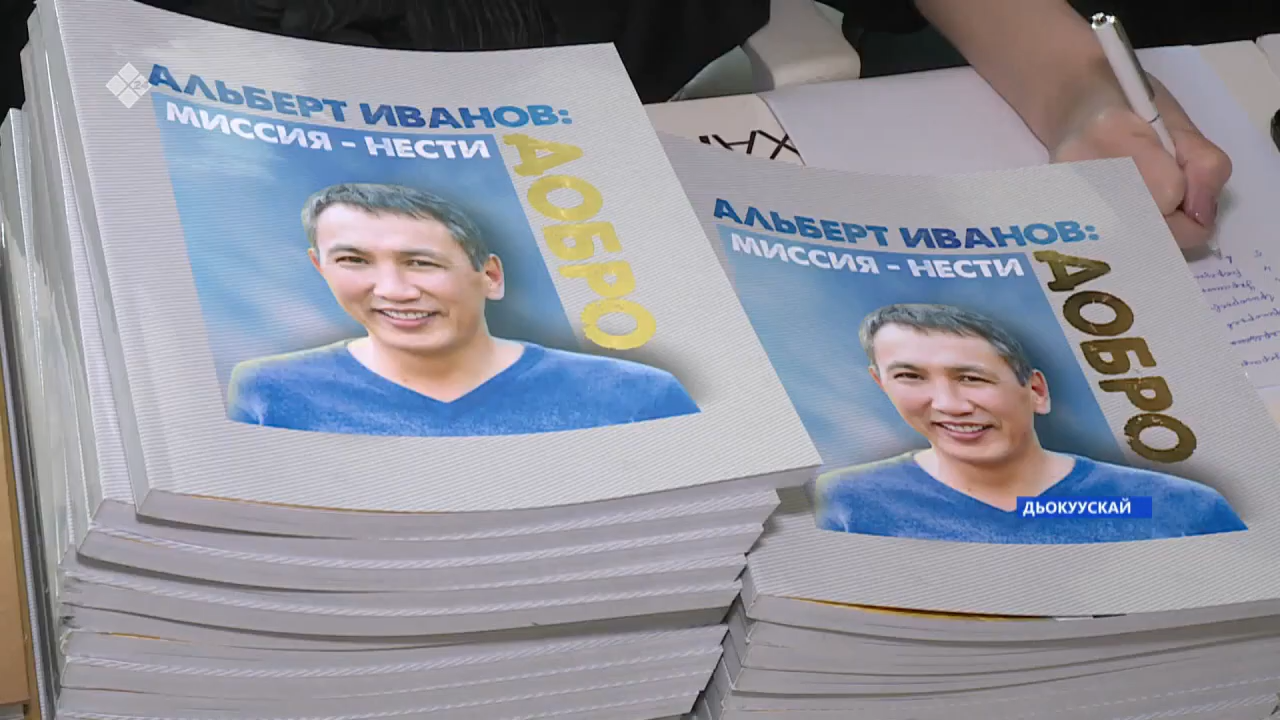 АЛЬБЕРТ ИВАНОВ:
МИССИЯ - НЕСТИ
ДОБРО
АЛЬБЕРТ ИВАНОВ:
МИССИЯ - НЕСТИ
ДОБРО
ДЬОКУУСКАЙ